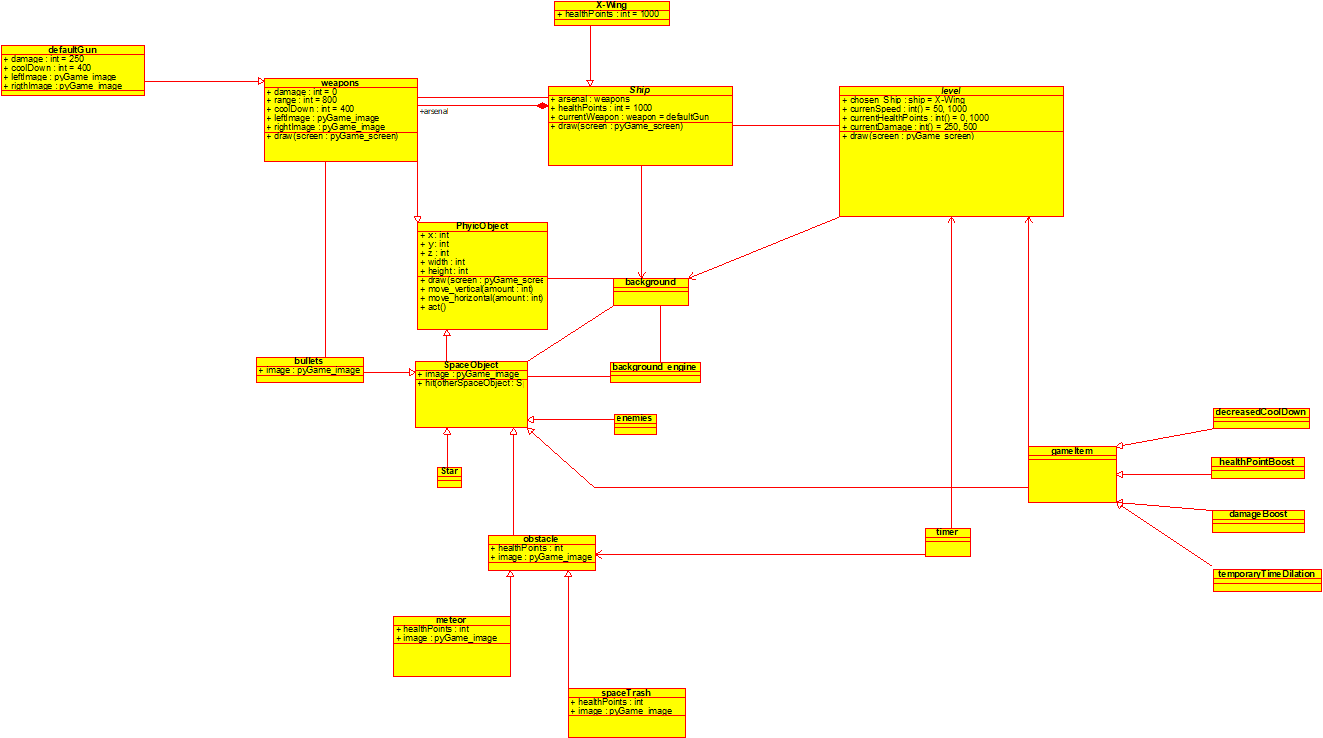 X-Wing
+ healthPoints : int = 1000
defaultGun
+ damage : int = 250
+ coolDown : int = 400
+ leftImage : pyGame_image
+ rigthImage : pyGame_image
weapons
+ damage : int = 0
+ range : int = 800
+ coolDown : int = 400
+ leftImage : pyGame_image
+ rightImage : pyGame_image
+ draw(screen : pyGame_screen)
+arsenal
Ship
+ arsenal : weapons
+ healthPoints : int = 1000
+ currentWeapon : weapon = defaultGun
+ draw(screen : pyGame_screen)
level
+ chosen_Ship : ship = X-Wing
+ currentSpeed : int() = 50, 1000
+ currentHealthPoints : int() = 0, 1000
+ currentDamage : int() = 250, 500
+ draw(screen : pyGame_screen)
PhyicObject
+ x : int
+ y : int
+ z : int
+ width : int
+ height : int
+ draw(screen : pyGame_scree
+ move_vertical(amount : int)
+ move_horizontal(amount : int)
+ act()
background
bullets
+ image : pyGame_image
SpaceObject
+ image : pyGame_image
+ hit(otherSpaceObject : S
background_engine
enemies
Star
decreasedCoolDown
gameItem
healthPointBoost
damageBoost
temporaryTimeDilation
timer
obstacle
+ healthPoints : int
+ image : pyGame_image
meteor
+ healthPoints : int
+ image : pyGame_image
spaceTrash
+ healthPoints : int
+ image : pyGame_image